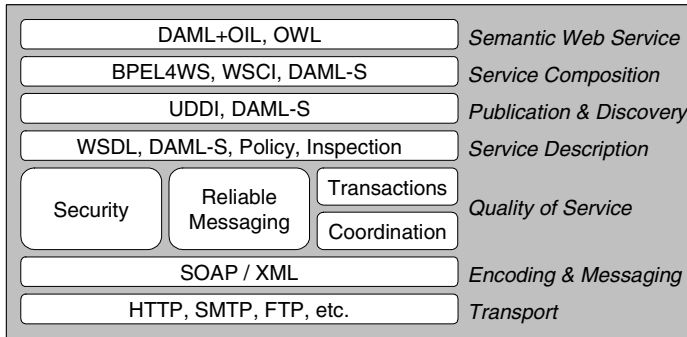 DAML+OIL, OWL Semantic Web Service
BPEL4WS, WSCI, DAML-S Service Composition
UDDI, DAML-S Publication & Discovery
WSDL, DAML-S, Policy, Inspection Service Description
Security
Reliable
Messaging
Transactions
Coordination
Quality of Service
SOAP / XML Encoding & Messaging
HTTP, SMTP, FTP, etc. Transport